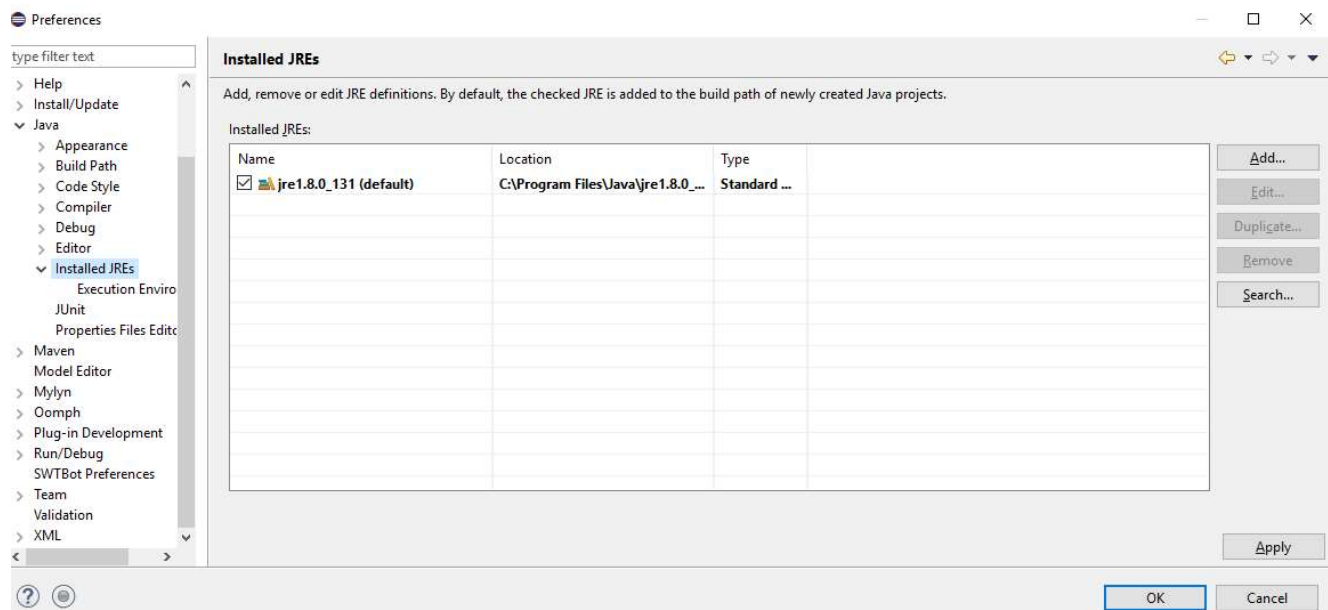 Preferences
type filter text
Help
Install/Update
Java
Appearance
Build Path
Code Style
Compiler
Debug
Editor
Installed JREs
Execution Enviro
JUnit
Properties Files Edito
Maven
Model Editor
Mylyn
Oomph
Plug-in Development
Run/Debug
SWTBot Preferences
Team
Validation
XML
Installed JREs
Add, remove or edit JRE definitions. By default, the checked JRE is added to the build path of newly created Java projects.
Installed JREs:
Name Location Type
jre1.8.0_131 (default) C:\Program Files\Java\jre1.8.0_... Standard ...
Add...
Edit...
Duplicate...
Remove
Search...
Apply
OK Cancel